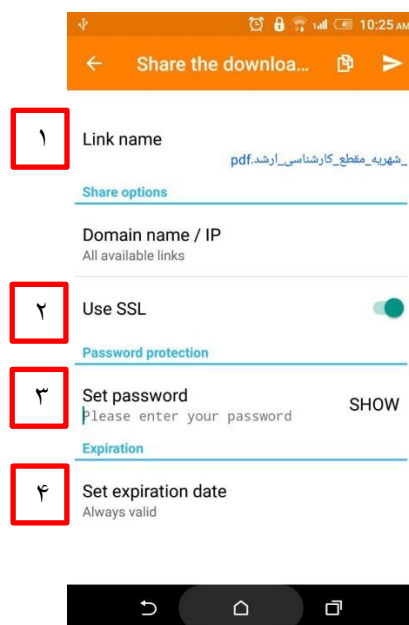 10:25 AM
Share the downloa...
۱
Link name
_شهریه_مقطع_کارشناسی_ارشد.pdf
Share options
Domain name / IP
All available links
۲
Use SSL
Password protection
۳
Set password
SHOW
Please enter your password
Expiration
۴
Set expiration date
Always valid